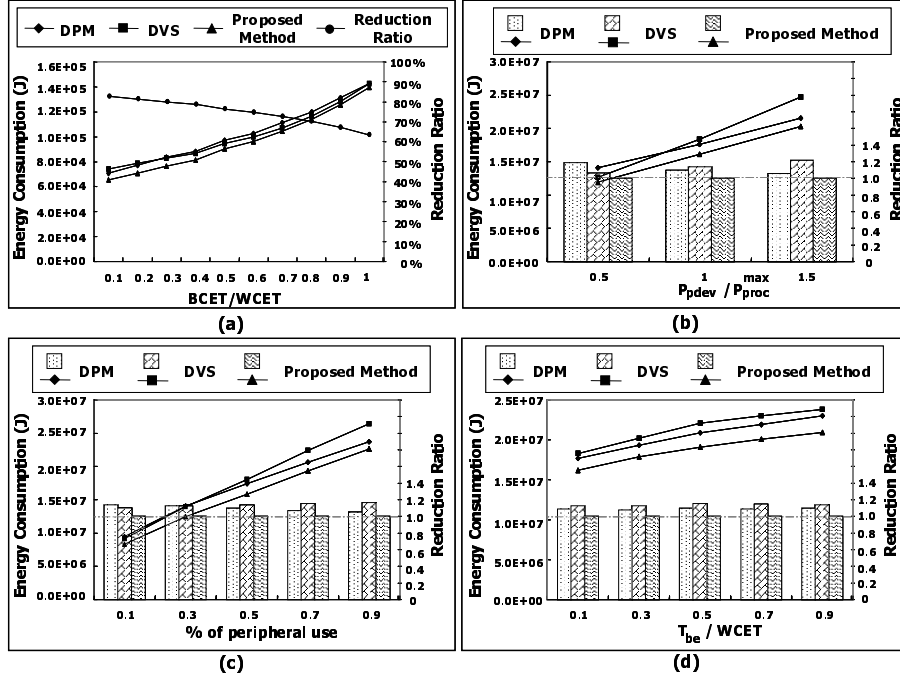 DPM DVS Proposed Method Reduction Ratio
Energy Consumption (J)
1.6E+05
1.4E+06
1.2E+06
1.0E+05
8.0E+04
6.0E+04
4.0E+04
2.0E+04
0.0E+04
100%
90%
80%
70%
60%
50%
40%
30%
20%
10%
0%
Reduction Ratio
0.1 0.2 0.3 0.4 0.5 0.6 0.7 0.8 0.9 1
BCET/WCET
(a)
DPM DVS Proposed Method
Energy Consumption (J)
3.0E+07
2.5E+07
2.0E+07
1.5E+07
1.0E+07
5.0E+06
0.0E+00
1.4
1.2
1.0
0.8
0.6
0.4
0.2
0
Reduction Ratio
0.5 1 max 1.5
Ppdev / Pproc
(b)
DPM DVS Proposed Method
Energy Consumption (J)
3.0E+07
2.5E+07
2.0E+07
1.5E+07
1.0E+07
5.0E+06
0.0E+00
1.4
1.2
1.0
0.8
0.6
0.4
0.2
0
Reduction Ratio
0.1 0.3 0.5 0.7 0.9
% of peripheral use
(c)
DPM DVS Proposed Method
Energy Consumption (J)
2.5E+07
2.0E+07
1.5E+07
1.0E+07
5.0E+06
0.0E+00
1.4
1.2
1.0
0.8
0.6
0.4
0.2
0
Reduction Ratio
0.1 0.3 0.5 0.7 0.9
Tbe / WCET
(d)